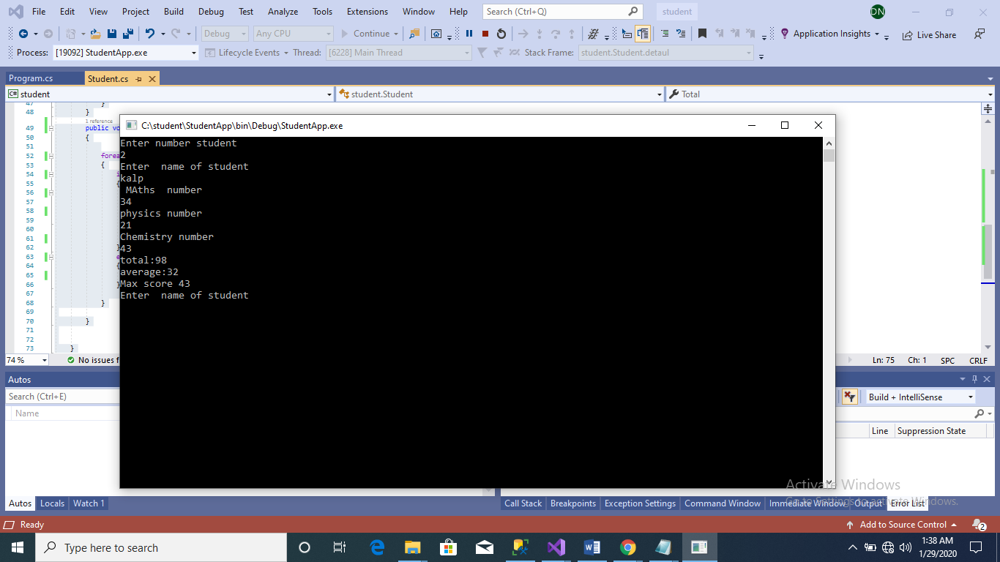 File Edit View Project Build Debug Test Analyze Tools Extensions Window Help Search (Ctrl+Q) student DN
Debug Any CPU Continue Application Insights Live Share
Process: [19092] StudentApp.exe Lifecycle Events Thread: [6228] Main Thread Stack Frame: student.Student.detaul
Program.cs Student.cs
C# student student.Student Total
47 }
48 }
1 reference
49 public vo
50 {
51
52 forea
53 {
54 i
55 {
56
57
58
59
60
61
62 }
63 e
64 {
65
66 }
67
68 }
69
70 }
71
72
73 }
C:\student\StudentApp\bin\Debug\StudentApp.exe
Enter number student
2
Enter  name of student
kalp
 MAths  number
34
physics number
21
Chemistry number
43
total:98
average:32
Max score 43
Enter  name of student
74 % No issues f Ln: 75 Ch: 1 SPC CRLF
Autos
Search (Ctrl+E) Build + IntelliSense
Name Line Suppression State
Activate Windows
Go to Settings to activate Windows.
Autos Locals Watch 1 Call Stack Breakpoints Exception Settings Command Window Immediate Window Output Error List
Ready Add to Source Control 2
Type here to search 1:38 AM
1/29/2020